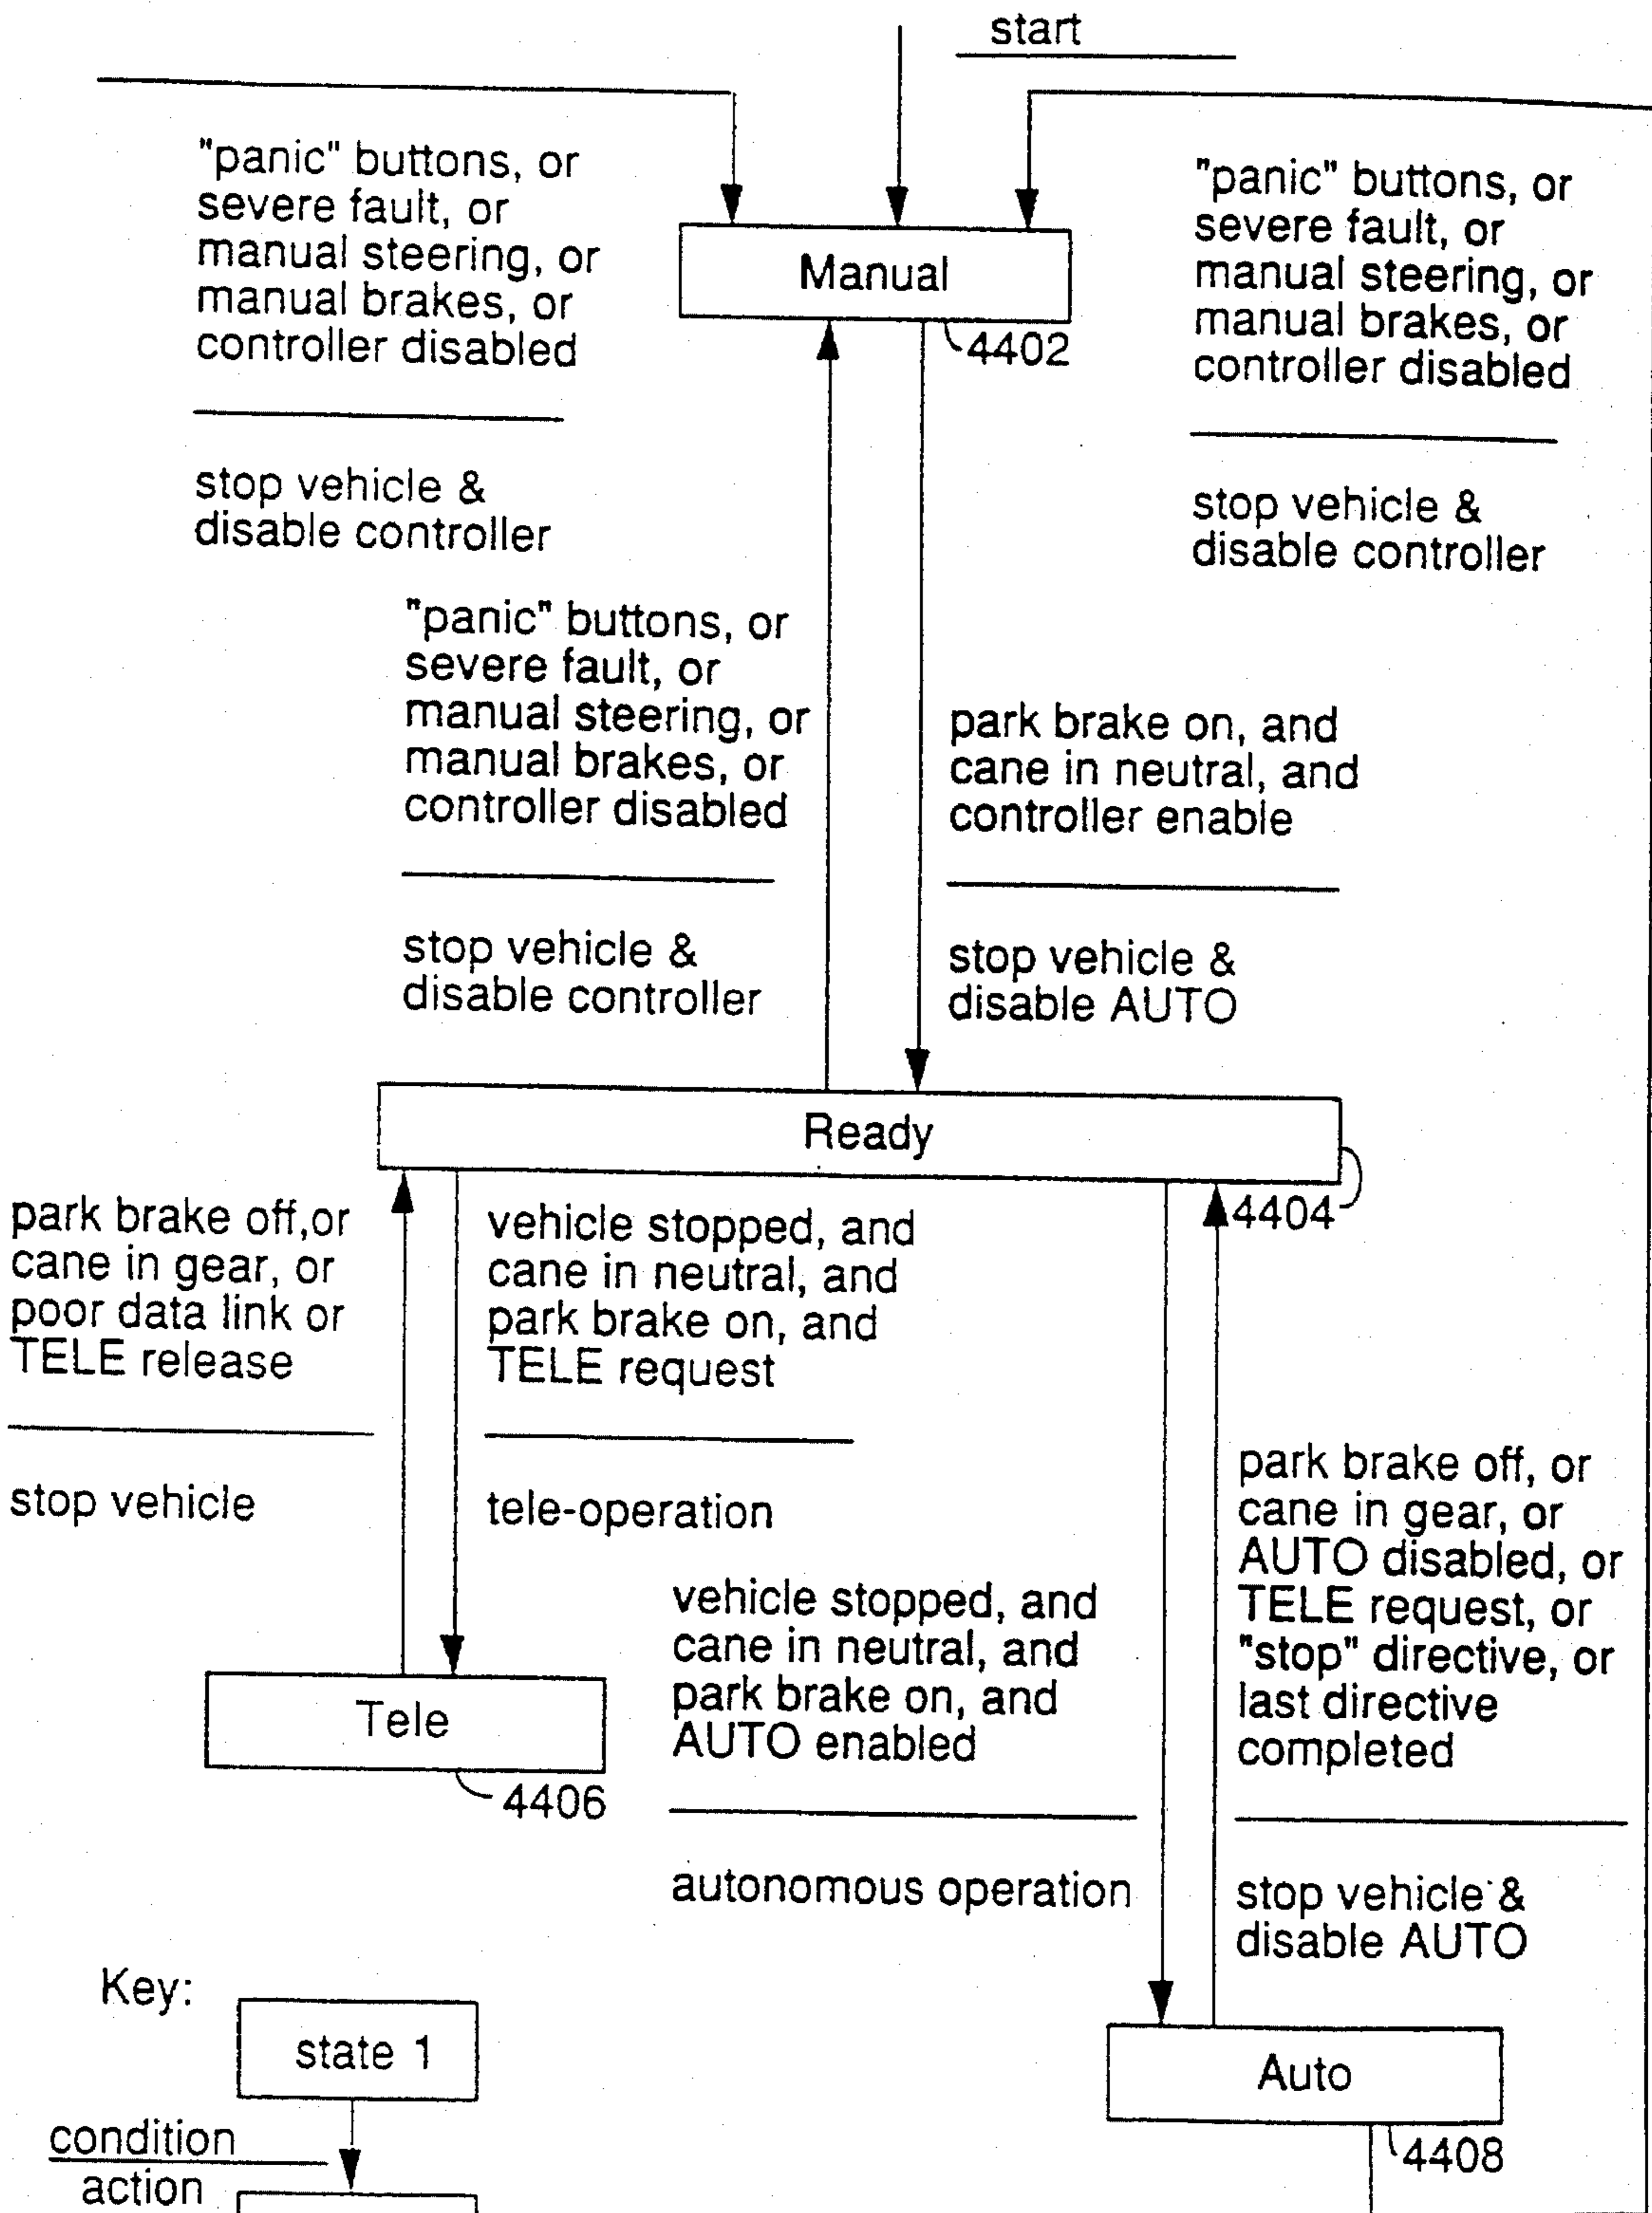 start
"panic" buttons, or
severe fault, or
manual steering, or
manual brakes, or
controller disabled
stop vehicle &
disable controller
Manual
4402
"panic" buttons, or
severe fault, or
manual steering, or
manual brakes, or
controller disabled
stop vehicle &
disable controller
"panic" buttons, or
severe fault, or
manual steering, or
manual brakes, or
controller disabled
stop vehicle &
disable controller
park brake on, and
cane in neutral, and
controller enable
stop vehicle &
disable AUTO
Ready
4404
park brake off,or
cane in gear, or
poor data link or
TELE release
stop vehicle
vehicle stopped, and
cane in neutral, and
park brake on, and
TELE request
tele-operation
Tele
4406
vehicle stopped, and
cane in neutral, and
park brake on, and
AUTO enabled
autonomous operation
park brake off, or
cane in gear, or
AUTO disabled, or
TELE request, or
"stop" directive, or
last directive
completed
stop vehicle &
disable AUTO
Auto
4408
Key:
state 1
condition
action